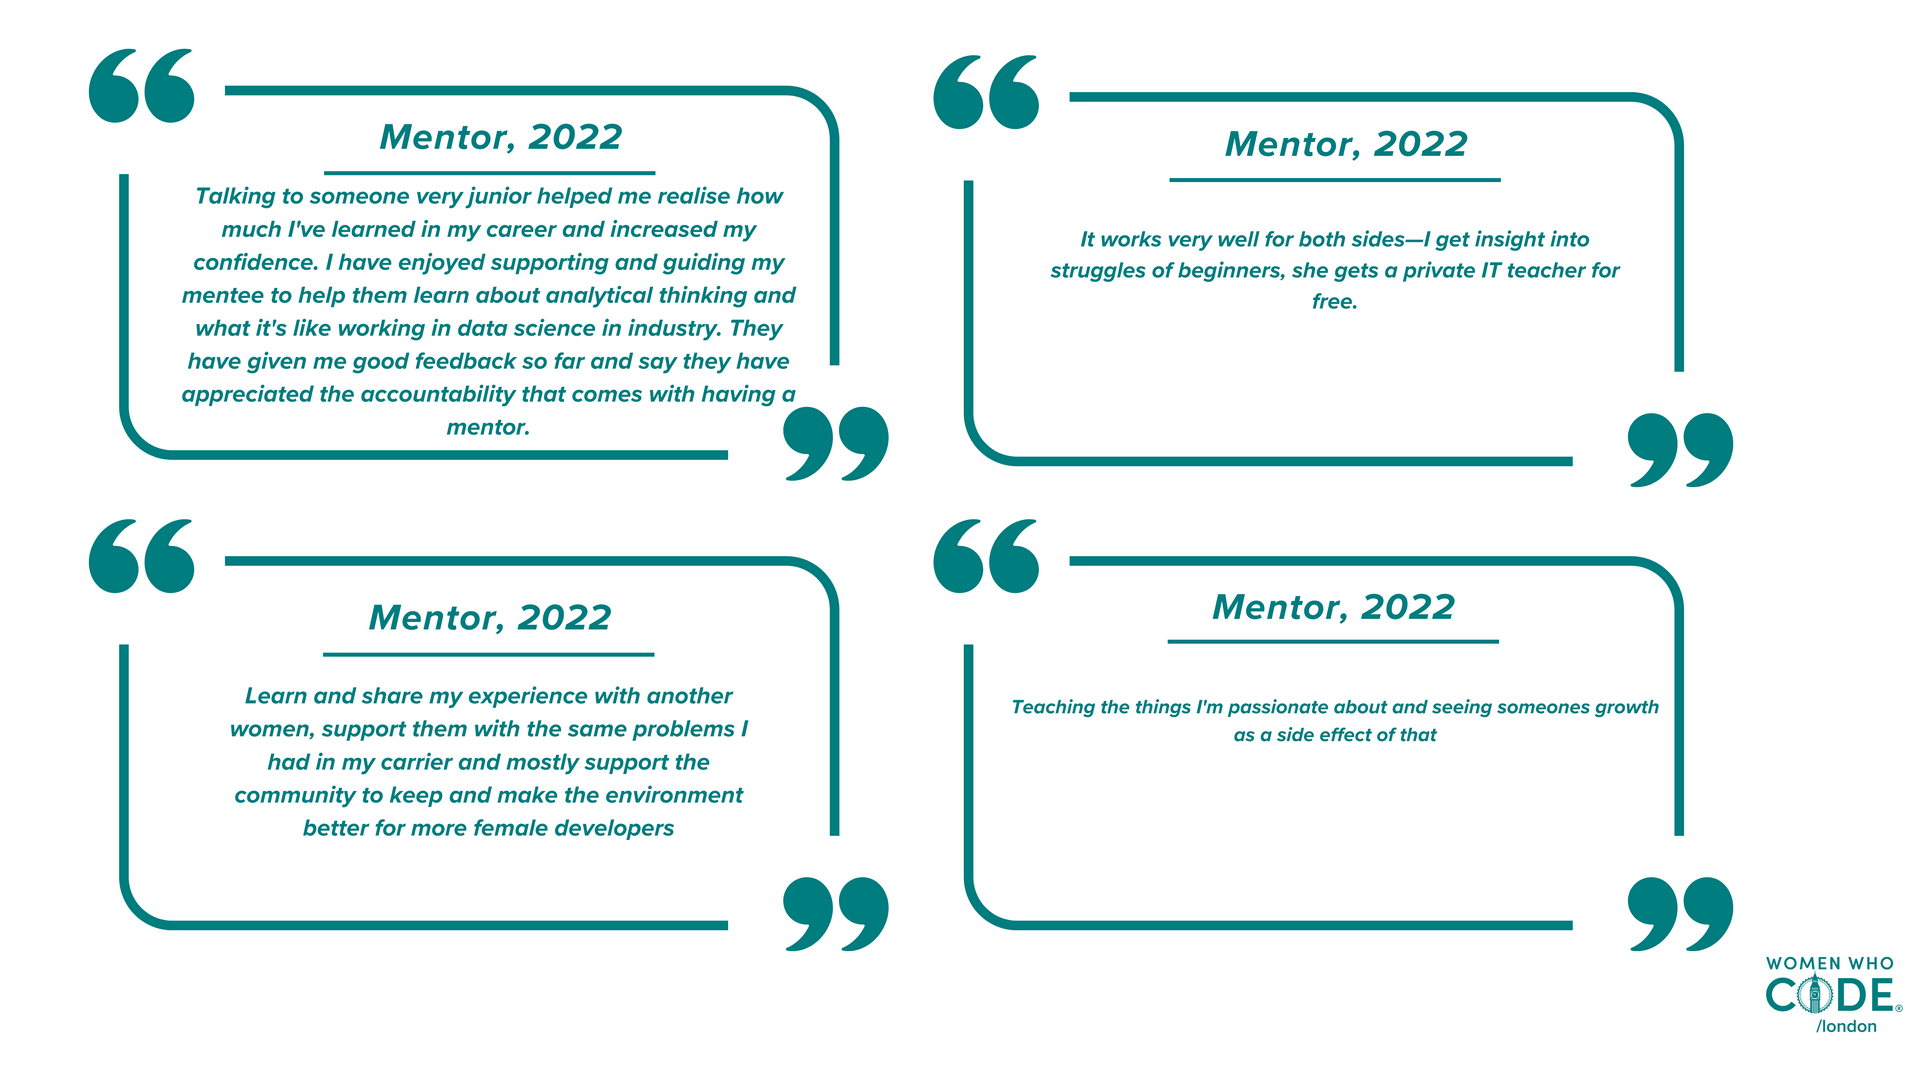 Mentor, 2022
Talking to someone very junior helped me realise how
much I've learned in my career and increased my
confidence. I have enjoyed supporting and guiding my
mentee to help them learn about analytical thinking and
what it's like working in data science in industry. They
have given me good feedback so far and say they have
appreciated the accountability that comes with having a
mentor.
Mentor, 2022
It works very well for both sides—I get insight into
struggles of beginners, she gets a private IT teacher for
free.
Mentor, 2022
Learn and share my experience with another
women, support them with the same problems I
had in my carrier and mostly support the
community to keep and make the environment
better for more female developers
Mentor, 2022
Teaching the things I'm passionate about and seeing someones growth
as a side effect of that
WOMEN WHO
CODE®
/london